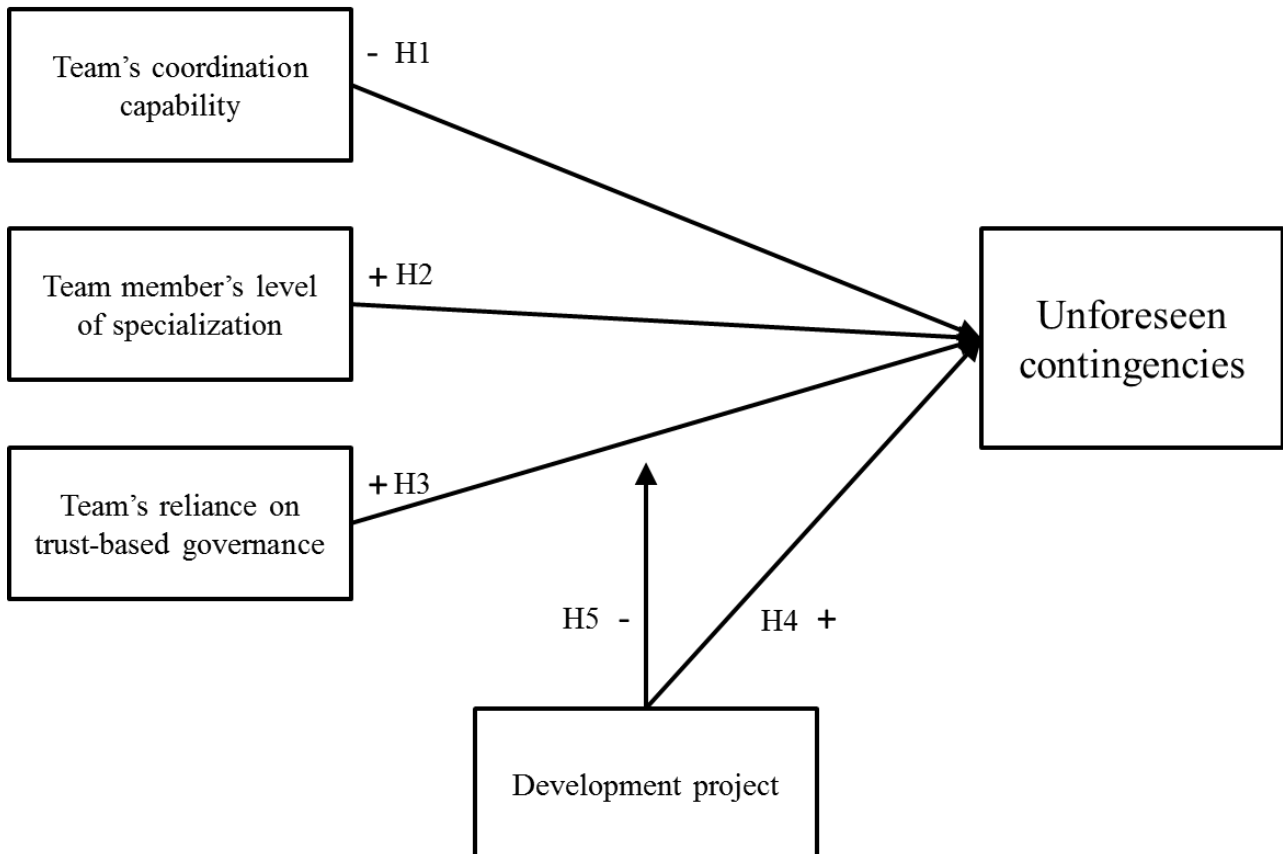 - H1
Team's coordination
capability
+ H2
Team member's level
of specialization
Unforeseen
contingencies
+ H3
Team's reliance on
trust-based governance
H5 -
H4 +
Development project